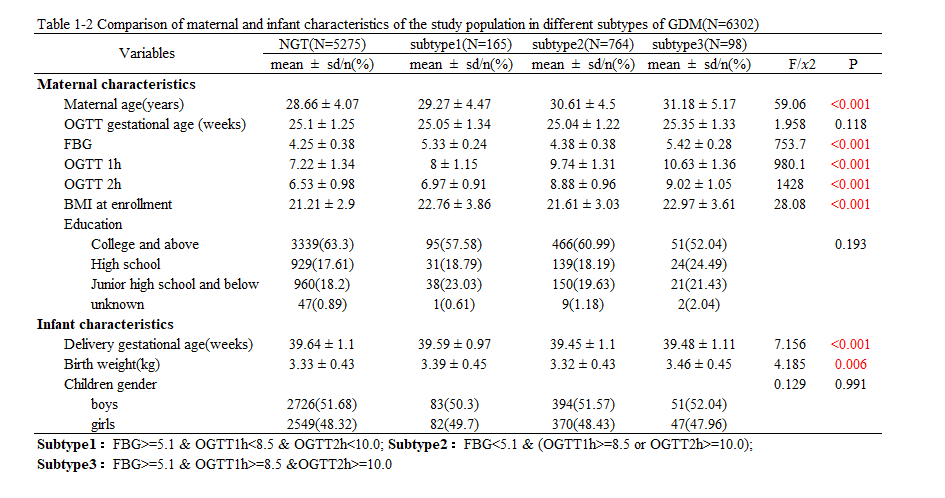 Table 1-2 Comparison of maternal and infant characteristics of the study population in different subtypes of GDM(N=6302)
Variables NGT(N=5275) subtype1(N=165) subtype2(N=764) subtype3(N=98)
mean ± sd/n(%) mean ± sd/n(%) mean ± sd/n(%) mean ± sd/n(%) F/x2 P
Maternal characteristics
Maternal age(years) 28.66 ± 4.07 29.27 ± 4.47 30.61 ± 4.5 31.18 ± 5.17 59.06 <0.001
OGTT gestational age (weeks) 25.1 ± 1.25 25.05 ± 1.34 25.04 ± 1.22 25.35 ± 1.33 1.958 0.118
FBG 4.25 ± 0.38 5.33 ± 0.24 4.38 ± 0.38 5.42 ± 0.28 753.7 <0.001
OGTT 1h 7.22 ± 1.34 8 ± 1.15 9.74 ± 1.31 10.63 ± 1.36 980.1 <0.001
OGTT 2h 6.53 ± 0.98 6.97 ± 0.91 8.88 ± 0.96 9.02 ± 1.05 1428 <0.001
BMI at enrollment 21.21 ± 2.9 22.76 ± 3.86 21.61 ± 3.03 22.97 ± 3.61 28.08 <0.001
Education
College and above 3339(63.3) 95(57.58) 466(60.99) 51(52.04) 0.193
High school 929(17.61) 31(18.79) 139(18.19) 24(24.49)
Junior high school and below 960(18.2) 38(23.03) 150(19.63) 21(21.43)
unknown 47(0.89) 1(0.61) 9(1.18) 2(2.04)
Infant characteristics
Delivery gestational age(weeks) 39.64 ± 1.1 39.59 ± 0.97 39.45 ± 1.1 39.48 ± 1.11 7.156 <0.001
Birth weight(kg) 3.33 ± 0.43 3.39 ± 0.45 3.32 ± 0.43 3.46 ± 0.45 4.185 0.006
Children gender 0.129 0.991
boys 2726(51.68) 83(50.3) 394(51.57) 51(52.04)
girls 2549(48.32) 82(49.7) 370(48.43) 47(47.96)
Subtype1： FBG>=5.1 & OGTT1h<8.5 & OGTT2h<10.0; Subtype2： FBG<5.1 & (OGTT1h>=8.5 or OGTT2h>=10.0);
Subtype3： FBG>=5.1 & OGTT1h>=8.5 &OGTT2h>=10.0